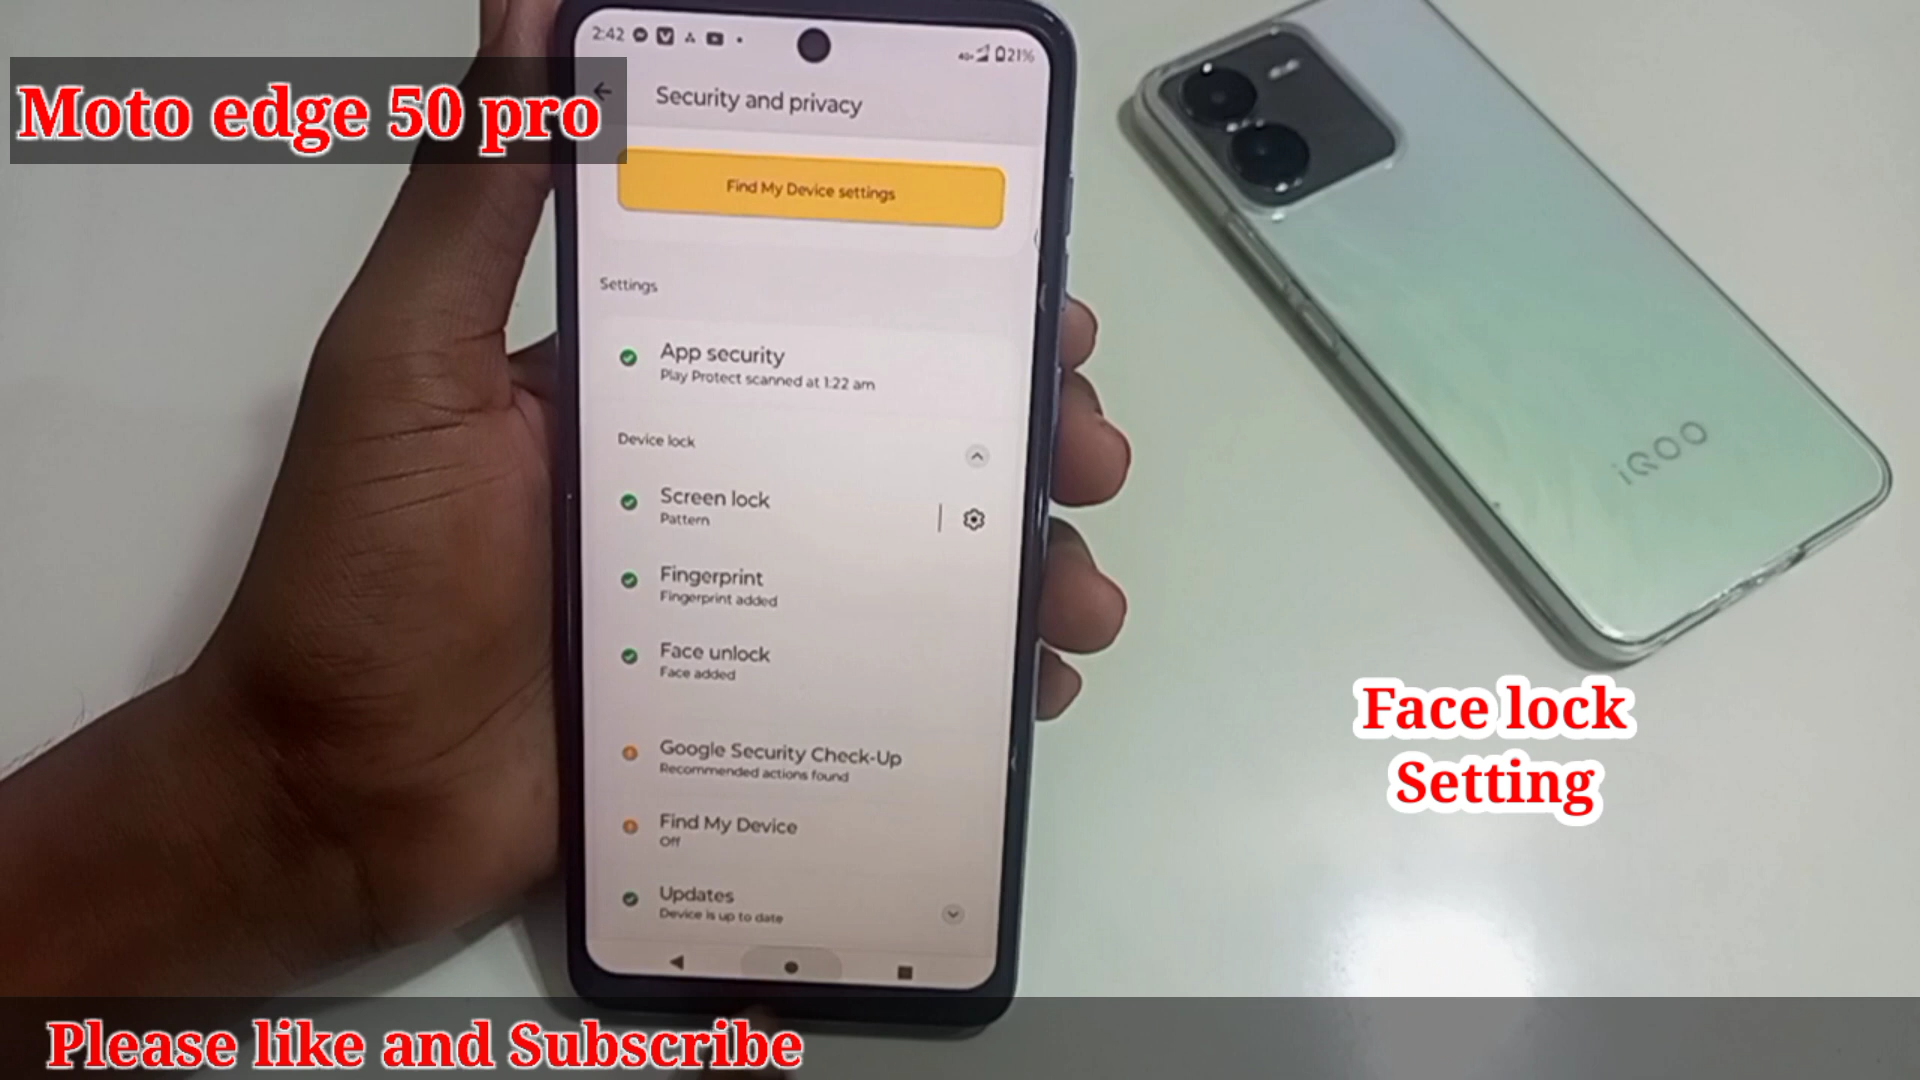 2:42
21%
Moto edge 50 pro
Security and privacy
Find My Device settings
Settings
App security
Play Protect scanned at 1:22 am
Device lock
Screen lock
Pattern
Fingerprint
Fingerprint added
Face unlock
Face added
Google Security Check-Up
Recommended actions found
Find My Device
Off
Updates
Device is up to date
iQOO
Face lock
Setting
Please like and Subscribe